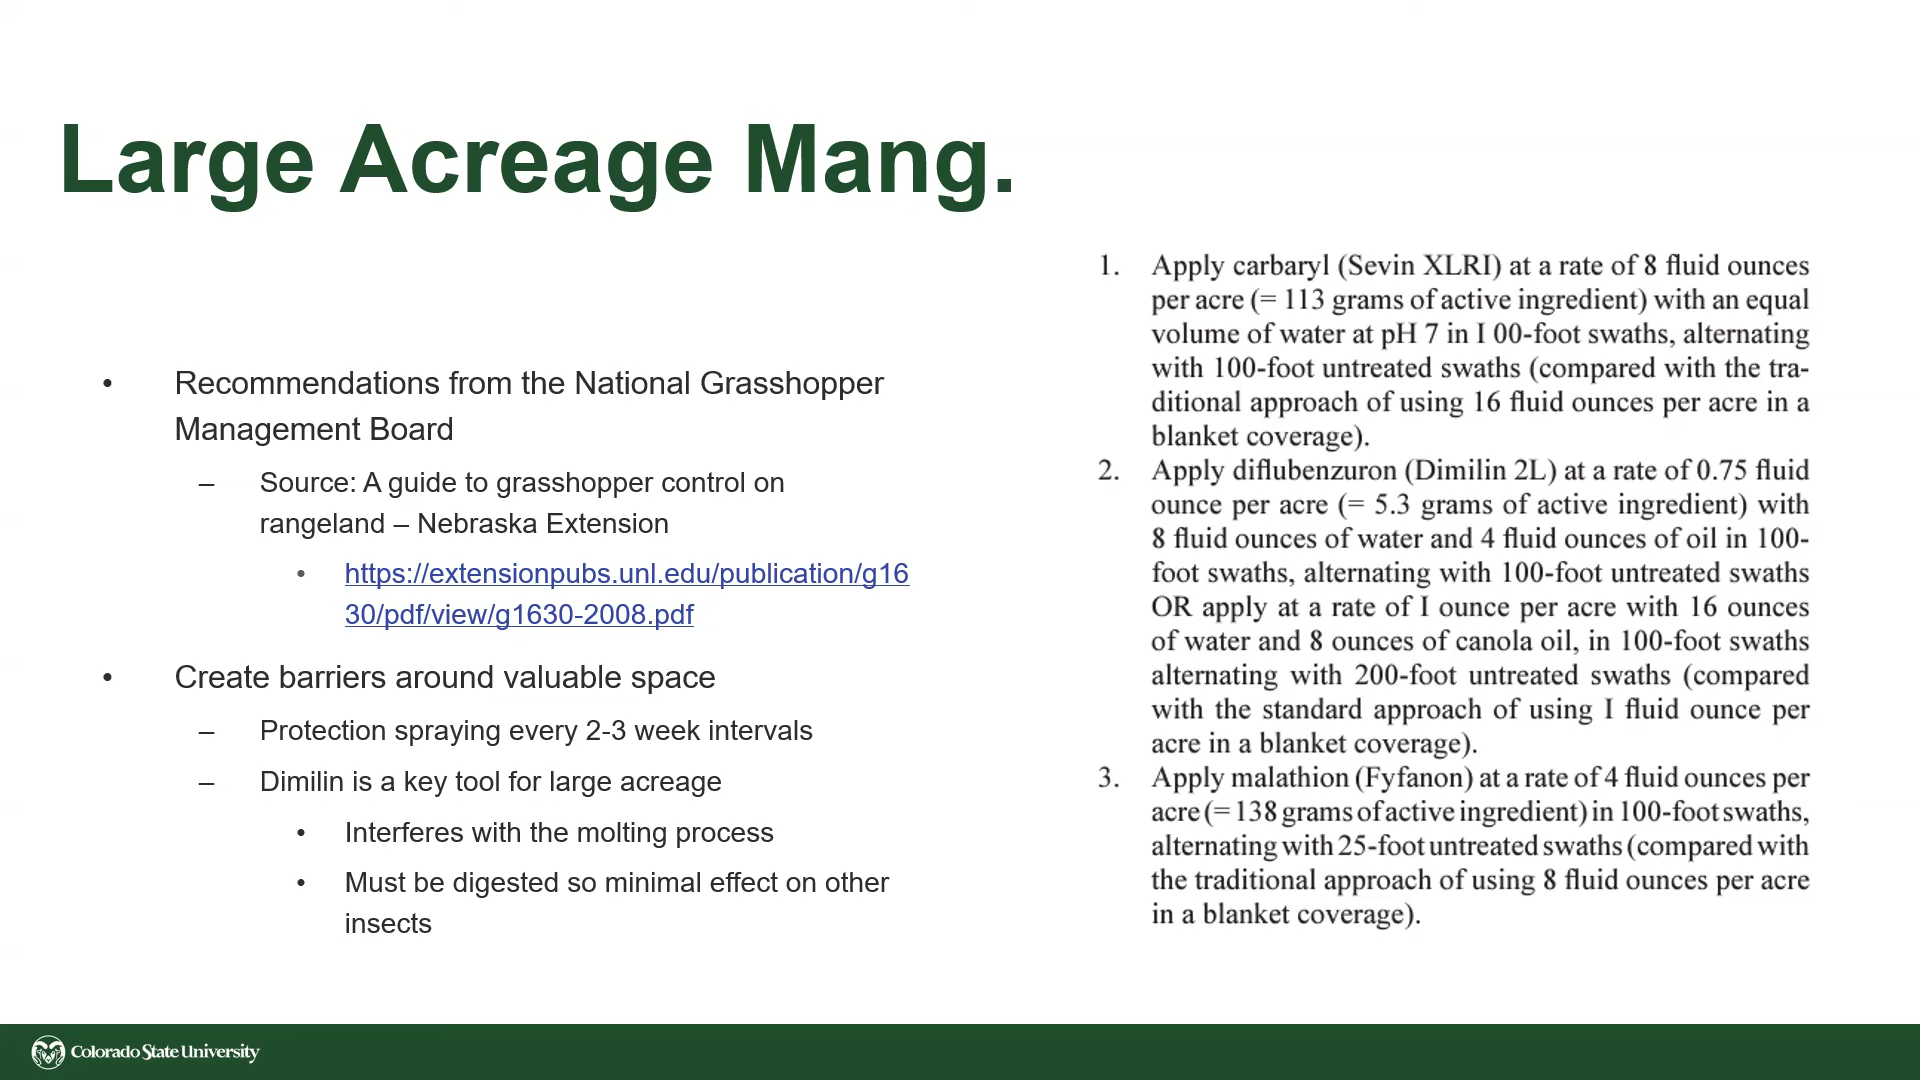 Large Acreage Mang.
• Recommendations from the National Grasshopper
Management Board
– Source: A guide to grasshopper control on
rangeland – Nebraska Extension
• https://extensionpubs.unl.edu/publication/g16
30/pdf/view/g1630-2008.pdf
• Create barriers around valuable space
– Protection spraying every 2-3 week intervals
– Dimilin is a key tool for large acreage
• Interferes with the molting process
• Must be digested so minimal effect on other
insects
1. Apply carbaryl (Sevin XLRI) at a rate of 8 fluid ounces
per acre (= 113 grams of active ingredient) with an equal
volume of water at pH 7 in I 00-foot swaths, alternating
with 100-foot untreated swaths (compared with the tra-
ditional approach of using 16 fluid ounces per acre in a
blanket coverage).
2. Apply diflubenzuron (Dimilin 2L) at a rate of 0.75 fluid
ounce per acre (= 5.3 grams of active ingredient) with
8 fluid ounces of water and 4 fluid ounces of oil in 100-
foot swaths, alternating with 100-foot untreated swaths
OR apply at a rate of I ounce per acre with 16 ounces
of water and 8 ounces of canola oil, in 100-foot swaths
alternating with 200-foot untreated swaths (compared
with the standard approach of using I fluid ounce per
acre in a blanket coverage).
3. Apply malathion (Fyfanon) at a rate of 4 fluid ounces per
acre (= 138 grams of active ingredient) in 100-foot swaths,
alternating with 25-foot untreated swaths (compared with
the traditional approach of using 8 fluid ounces per acre
in a blanket coverage).
Colorado State University